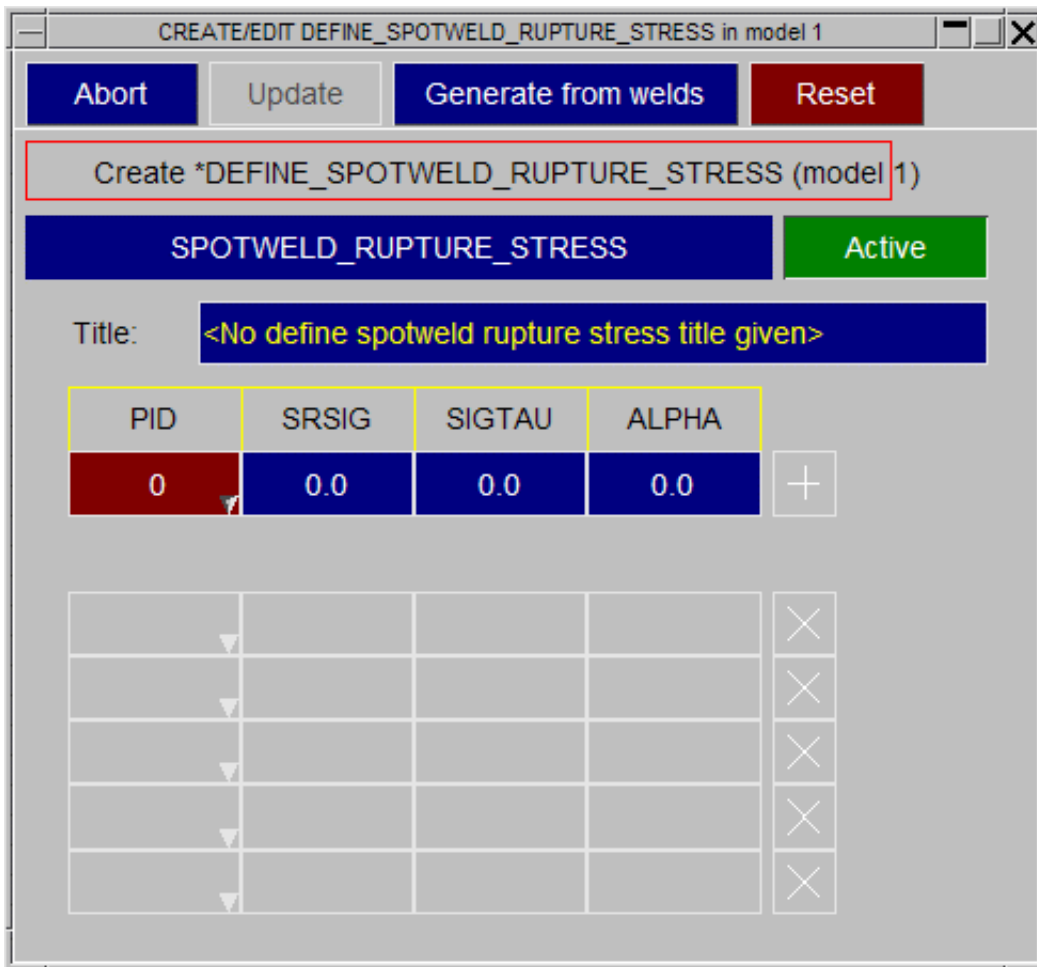 CREATE/EDIT DEFINE_SPOTWELD_RUPTURE_STRESS in model 1
Abort Update Generate from welds Reset
Create *DEFINE_SPOTWELD_RUPTURE_STRESS (model 1)
SPOTWELD_RUPTURE_STRESS Active
Title: <No define spotweld rupture stress title given>
PID SRSIG SIGTAU ALPHA
0 0.0 0.0 0.0